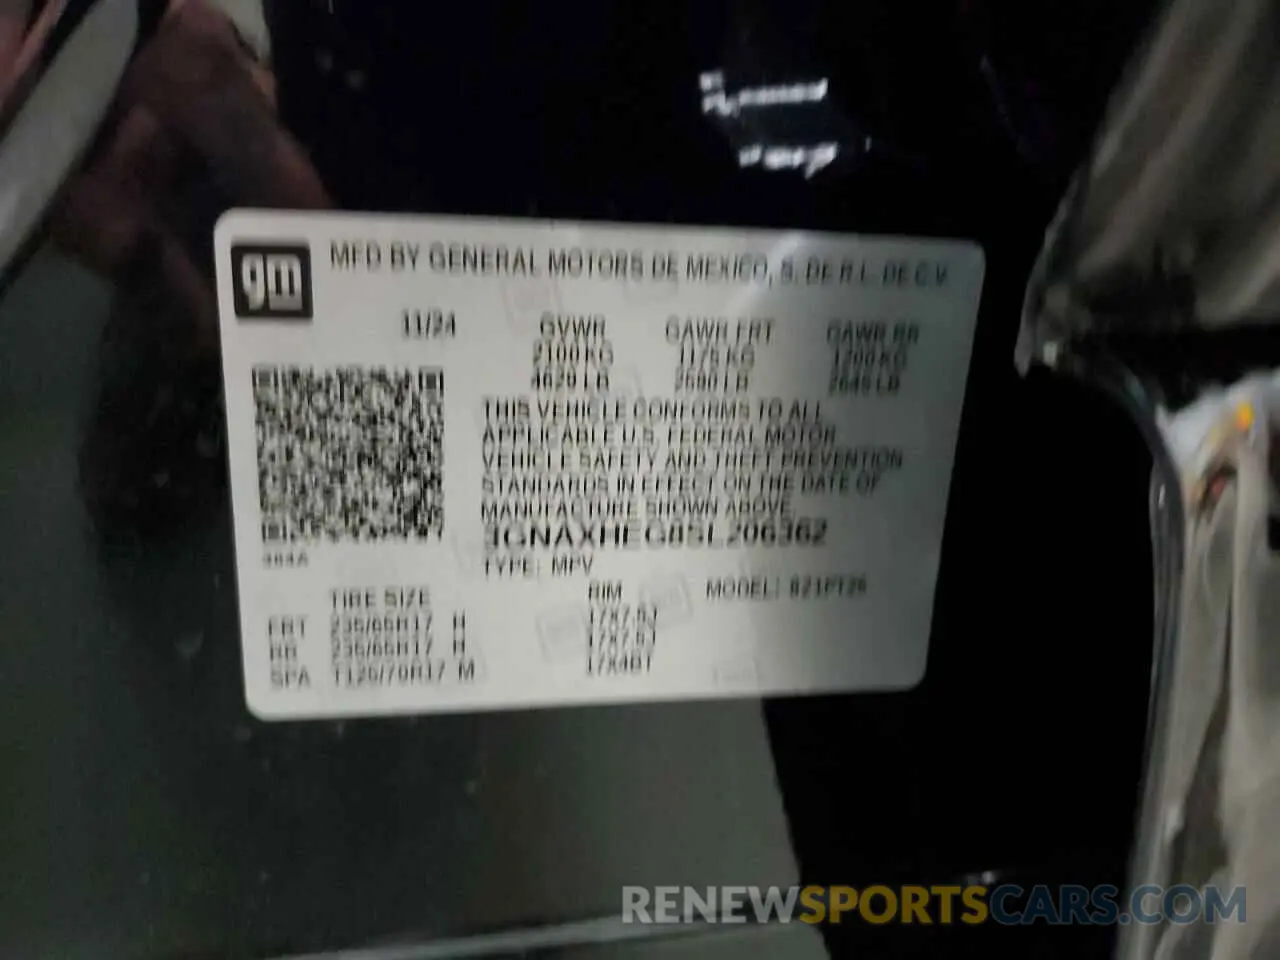 gm
MFD BY GENERAL MOTORS DE MEXICO, S. DE R.L. DE C.V.
11/24 GVWR GAWR FRT GAWR RR
2100 KG 1175 KG 1200 KG
4629 LB 2590 LB 2645 LB
THIS VEHICLE CONFORMS TO ALL
APPLICABLE U.S. FEDERAL MOTOR
VEHICLE SAFETY AND THEFT PREVENTION
STANDARDS IN EFFECT ON THE DATE OF
MANUFACTURE SHOWN ABOVE.
3GNAXHEG8SL206362
TYPE: MPV
TIRE SIZE RIM MODEL:
FRT 235/65R17 H 17X7.5J
RR 235/65R17 H 17X7.5J
SPA T125/70R17 M 17X4BT
RENEWSPORTSCARS.COM